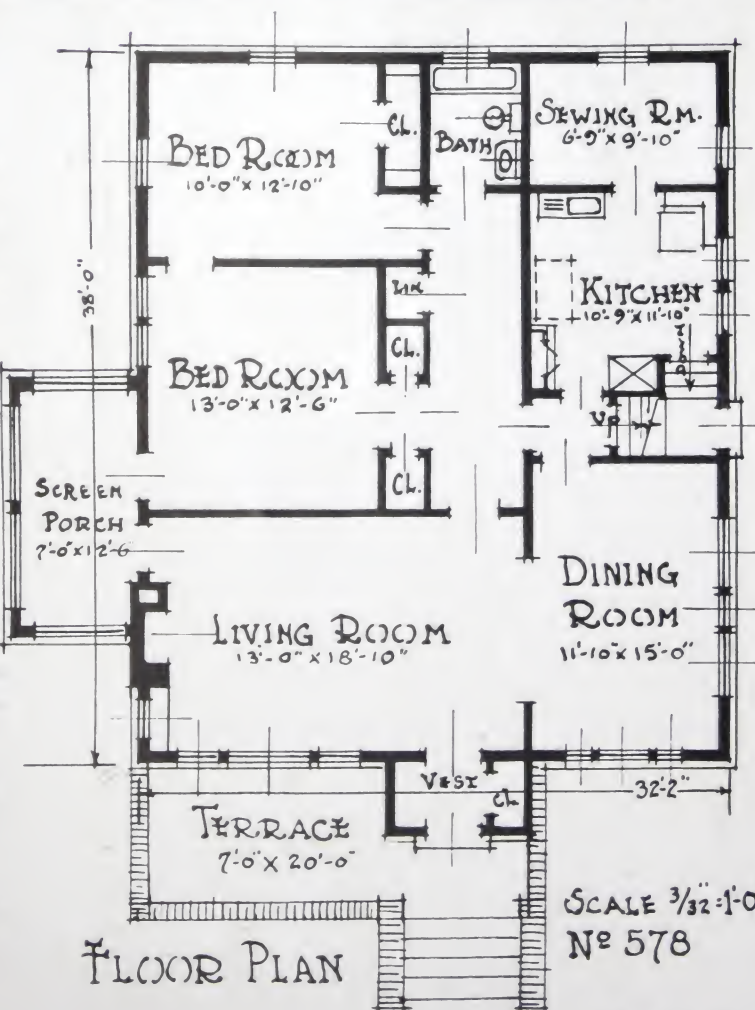 BED ROOM
10'-0" X 12'-10"
CL.
BATH
SEWING RM.
6'-9" X 9'-10"
38'-0"
LIN
KITCHEN
10'-9" X 11'-10"
BED ROOM
13'-0" X 12'-6"
CL.
UP
CL.
SCREEN
PORCH
7'-0" X 12'-6
LIVING ROOM
13'-0" X 18'-10"
DINING
ROOM
11'-10" X 15'-0"
VEST
CL
32'2"
TERRACE
7'-0" X 20'-0"
SCALE 3/32"=1'-0
FLOOR PLAN
Nº 578